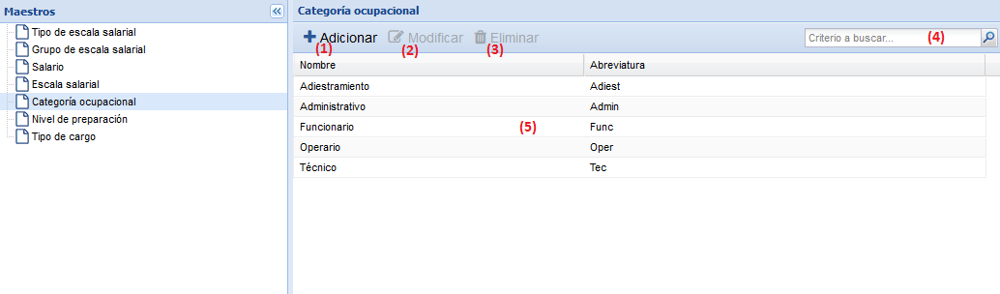 Maestros
Tipo de escala salarial
Grupo de escala salarial
Salario
Escala salarial
Categoría ocupacional
Nivel de preparación
Tipo de cargo
Categoría ocupacional
Adicionar Modificar Eliminar Criterio a buscar... (4)
(1) (2) (3)
Nombre Abreviatura
Adiestramiento Adiest
Administrativo Admin
Funcionario (5) Func
Operario Oper
Técnico Tec